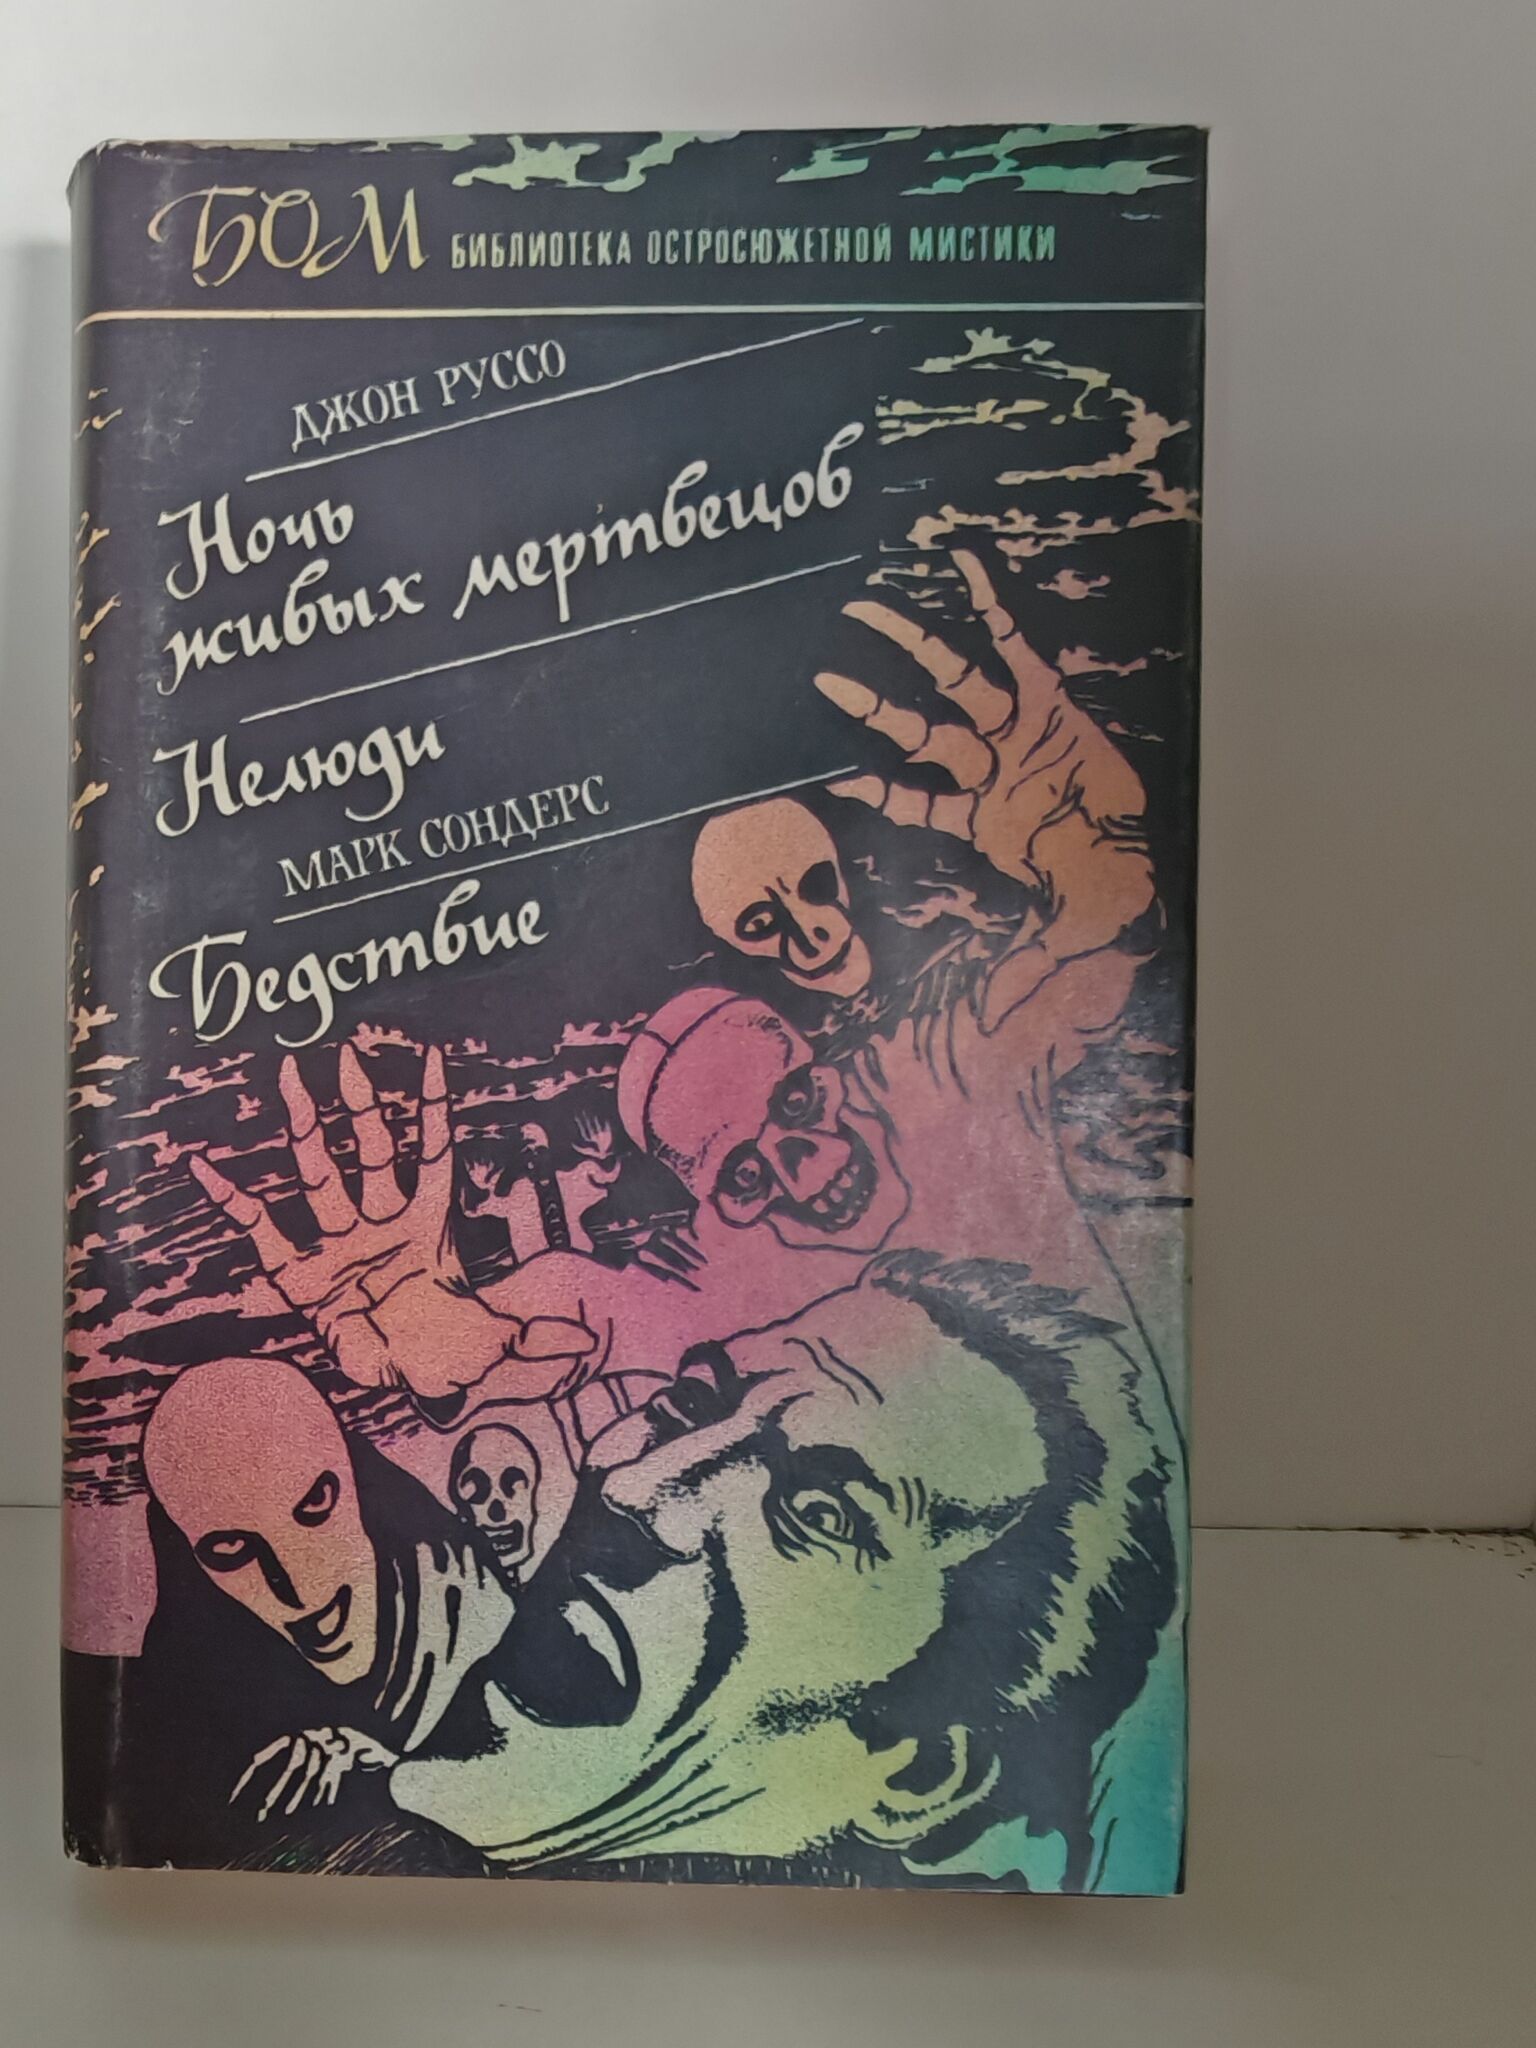 БОМ БИБЛИОТЕКА ОСТРОСЮЖЕТНОЙ МИСТИКИ
ДЖОН РУССО
Ночь
живых мертвецов
Нелюди
МАРК СОНДЕРС
Бедствие